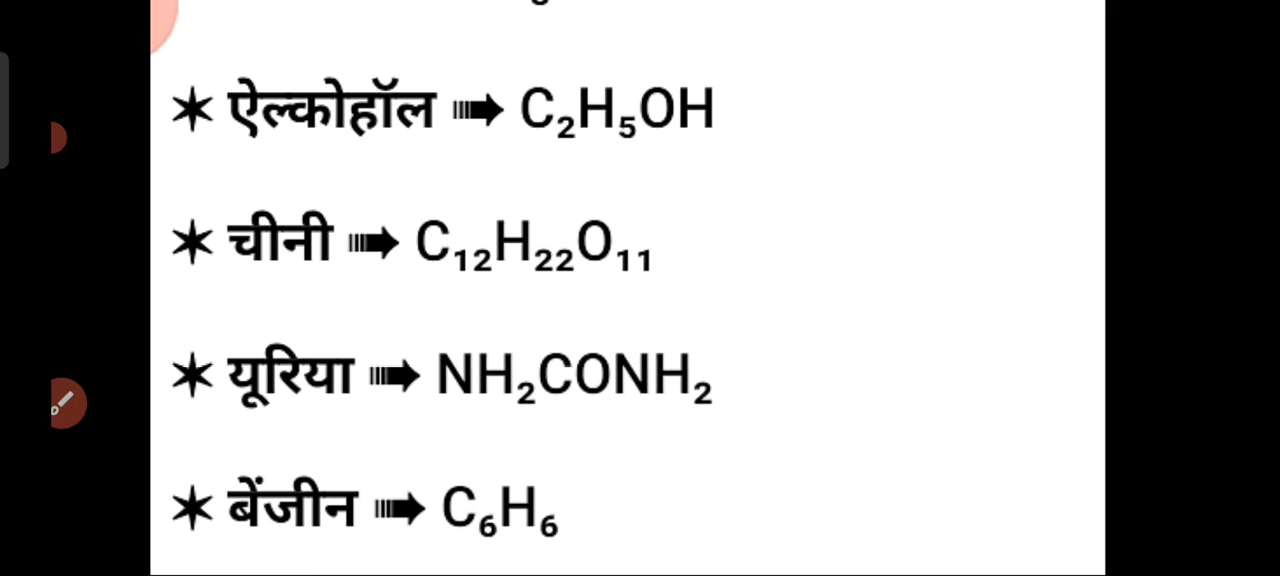 ✶ ऐल्कोहॉल ➠ C₂H₅OH
✶ चीनी ➠ C₁₂H₂₂O₁₁
✶ यूरिया ➠ NH₂CONH₂
✶ बेंजीन ➠ C₆H₆